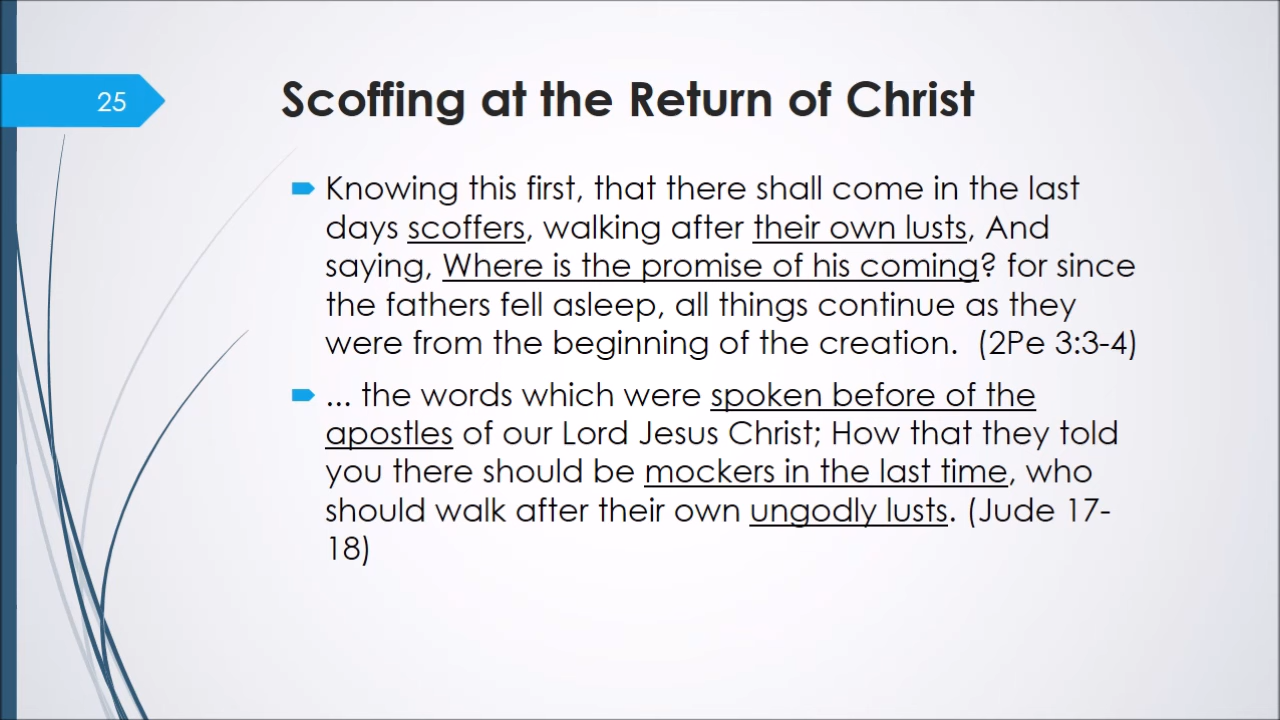 25
Scoffing at the Return of Christ
Knowing this first, that there shall come in the last
days scoffers, walking after their own lusts, And
saying, Where is the promise of his coming? for since
the fathers fell asleep, all things continue as they
were from the beginning of the creation.  (2Pe 3:3-4)
... the words which were spoken before of the
apostles of our Lord Jesus Christ; How that they told
you there should be mockers in the last time, who
should walk after their own ungodly lusts. (Jude 17-
18)